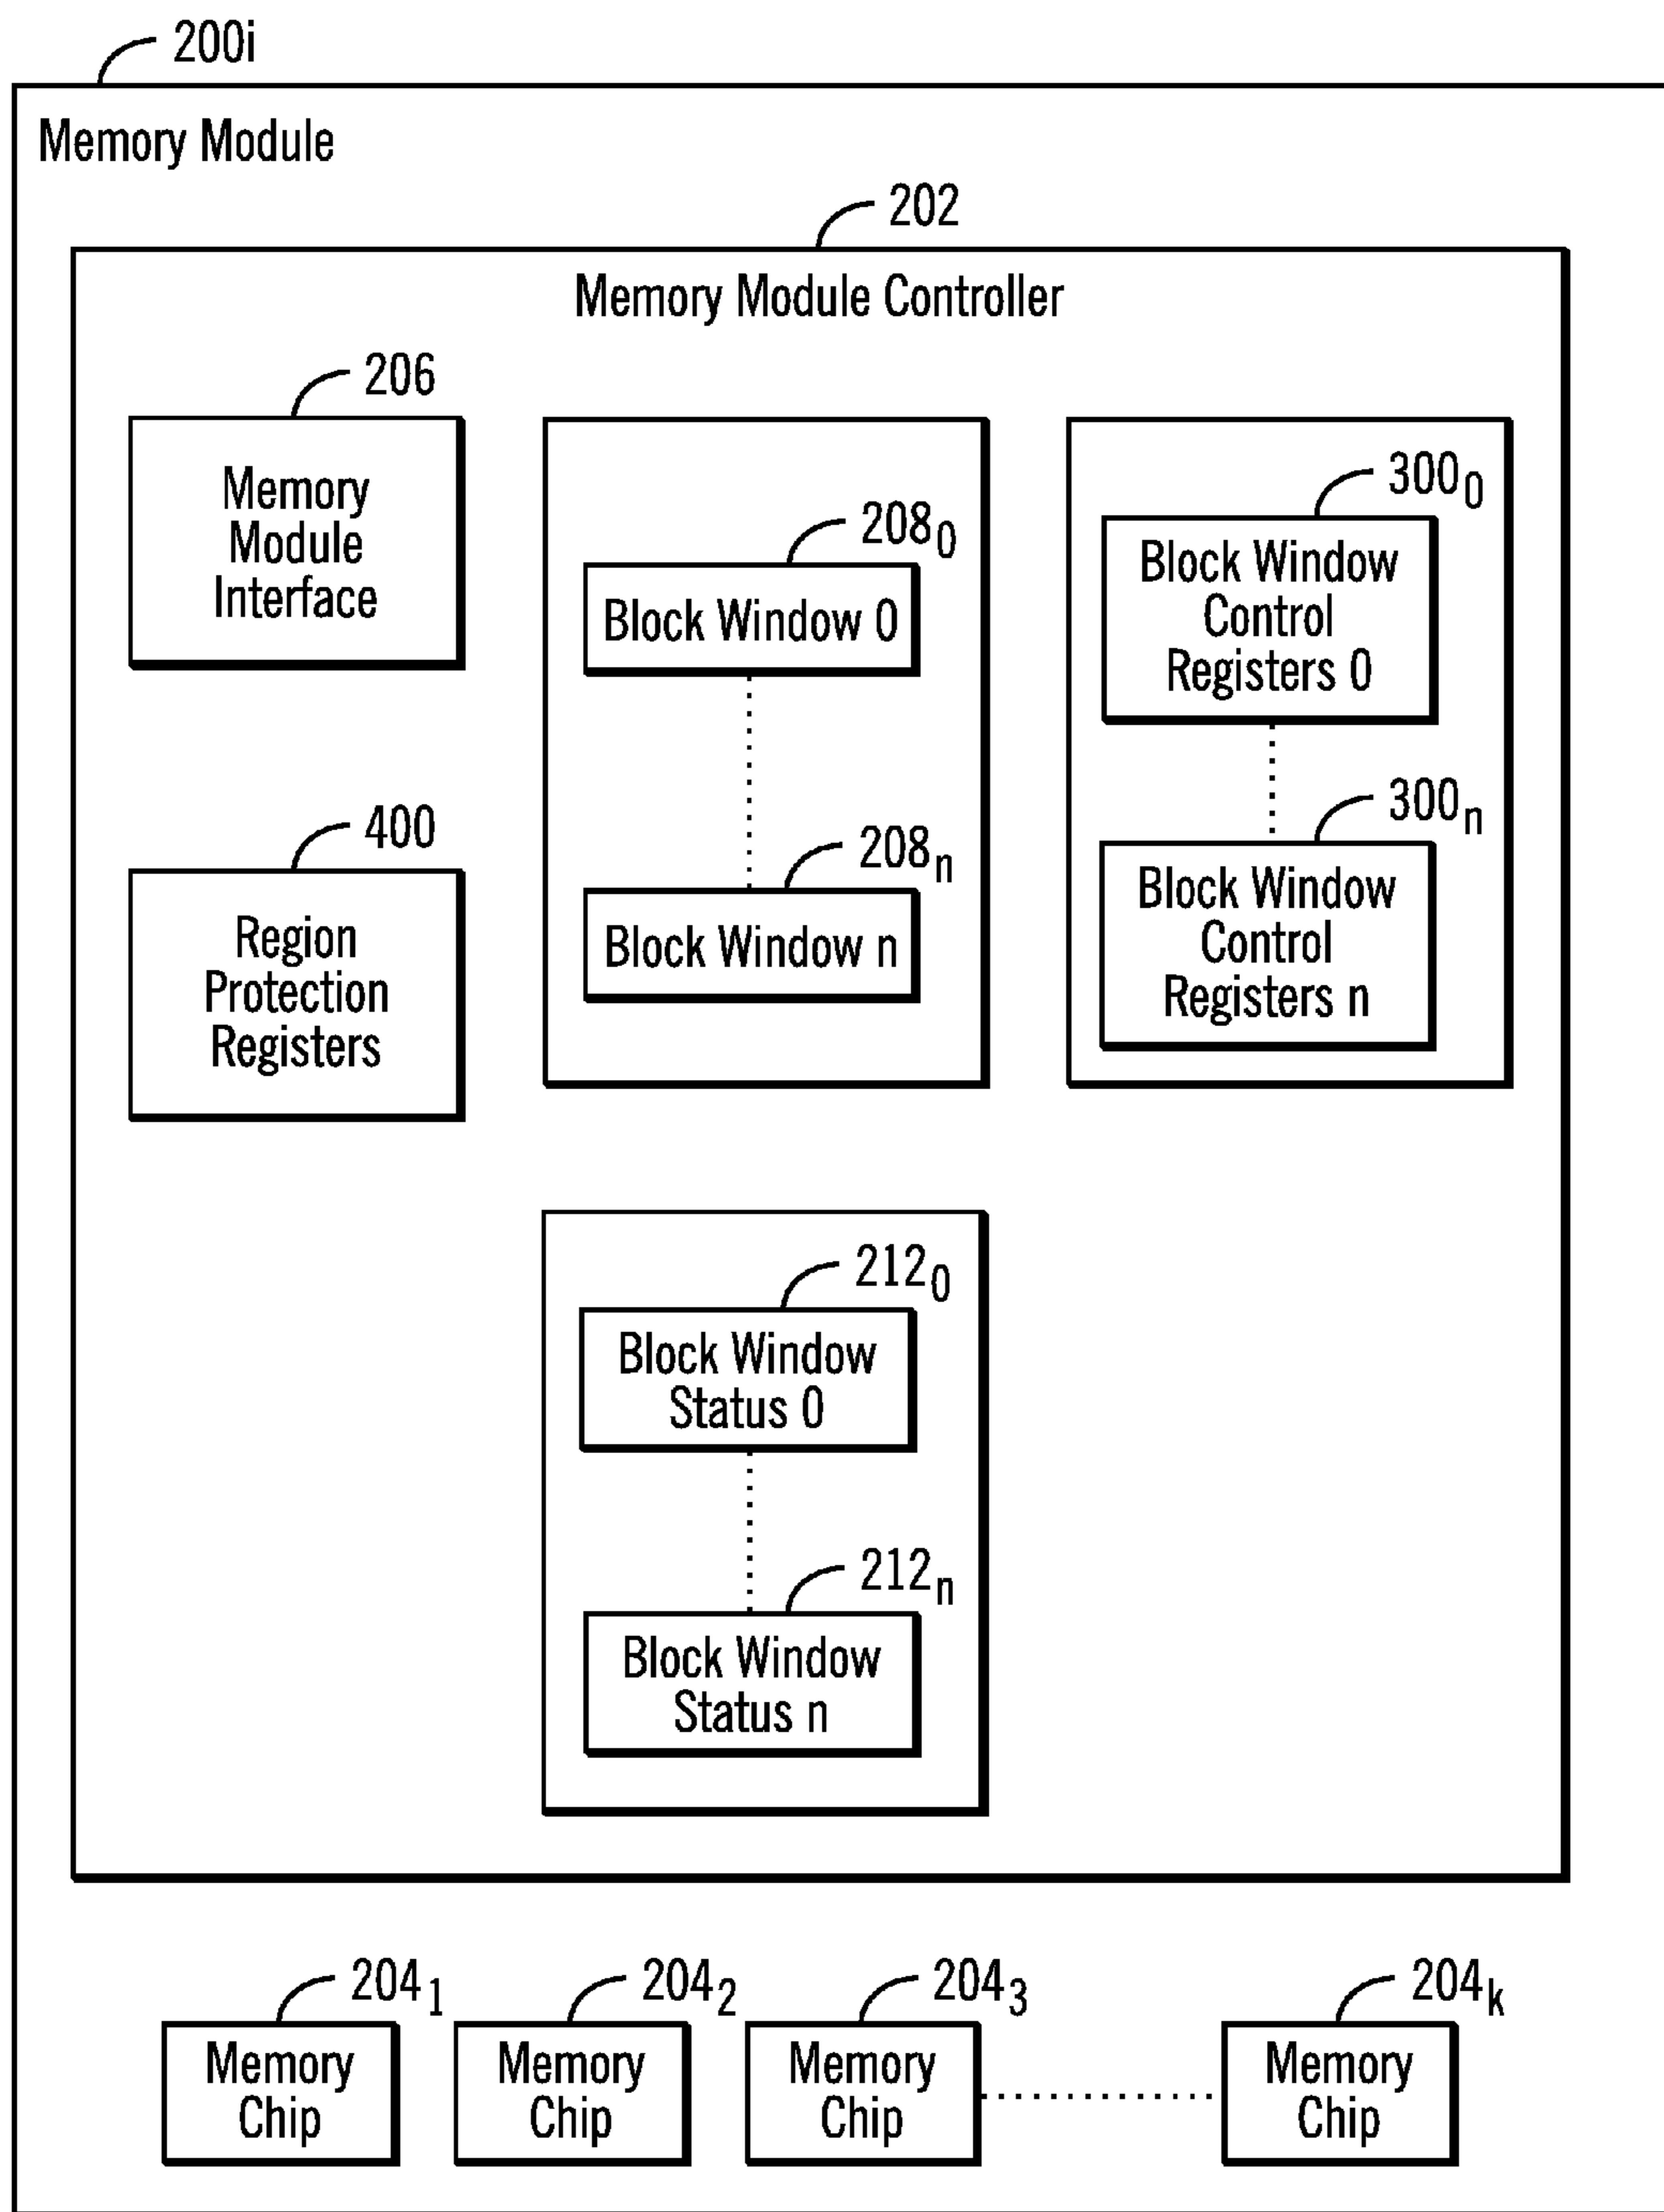 200i
Memory Module
202
Memory Module Controller
206
Memory
Module
Interface
208₀
Block Window 0
208ₙ
Block Window n
300₀
Block Window
Control
Registers 0
300ₙ
Block Window
Control
Registers n
400
Region
Protection
Registers
212₀
Block Window
Status 0
212ₙ
Block Window
Status n
204₁
Memory
Chip
204₂
Memory
Chip
204₃
Memory
Chip
204ₖ
Memory
Chip